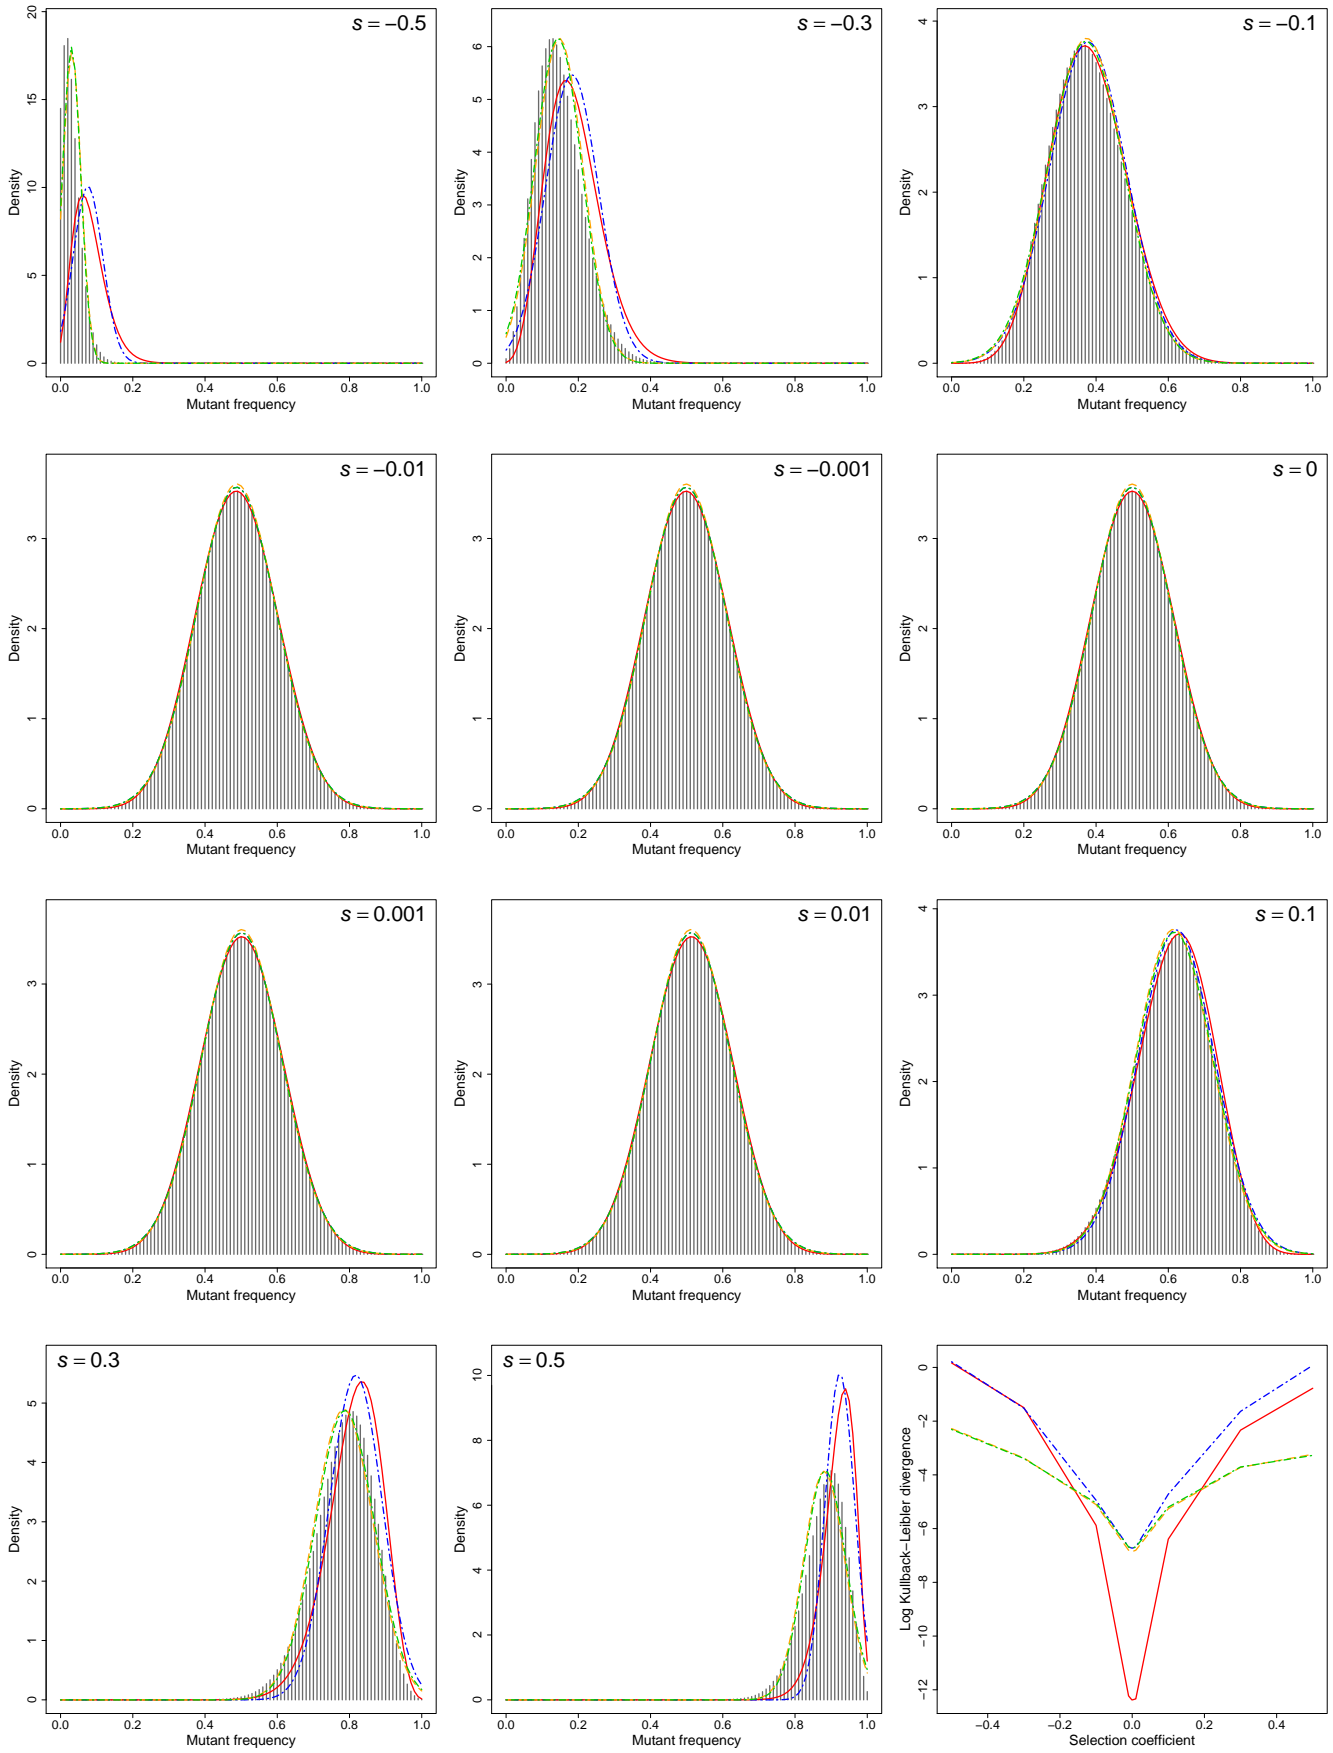 s = −0.5
Density
0 5 10 15 20
0.0 0.2 0.4 0.6 0.8 1.0
Mutant frequency
s = −0.3
Density
0 1 2 3 4 5 6
0.0 0.2 0.4 0.6 0.8 1.0
Mutant frequency
s = −0.1
Density
0 1 2 3 4
0.0 0.2 0.4 0.6 0.8 1.0
Mutant frequency
s = −0.01
Density
0 1 2 3
0.0 0.2 0.4 0.6 0.8 1.0
Mutant frequency
s = −0.001
Density
0 1 2 3
0.0 0.2 0.4 0.6 0.8 1.0
Mutant frequency
s = 0
Density
0 1 2 3
0.0 0.2 0.4 0.6 0.8 1.0
Mutant frequency
s = 0.001
Density
0 1 2 3
0.0 0.2 0.4 0.6 0.8 1.0
Mutant frequency
s = 0.01
Density
0 1 2 3
0.0 0.2 0.4 0.6 0.8 1.0
Mutant frequency
s = 0.1
Density
0 1 2 3 4
0.0 0.2 0.4 0.6 0.8 1.0
Mutant frequency
s = 0.3
Density
0 1 2 3 4 5
0.0 0.2 0.4 0.6 0.8 1.0
Mutant frequency
s = 0.5
Density
0 2 4 6 8 10
0.0 0.2 0.4 0.6 0.8 1.0
Mutant frequency
Log Kullback−Leibler divergence
−12 −10 −8 −6 −4 −2 0
−0.4 −0.2 0.0 0.2 0.4
Selection coefficient